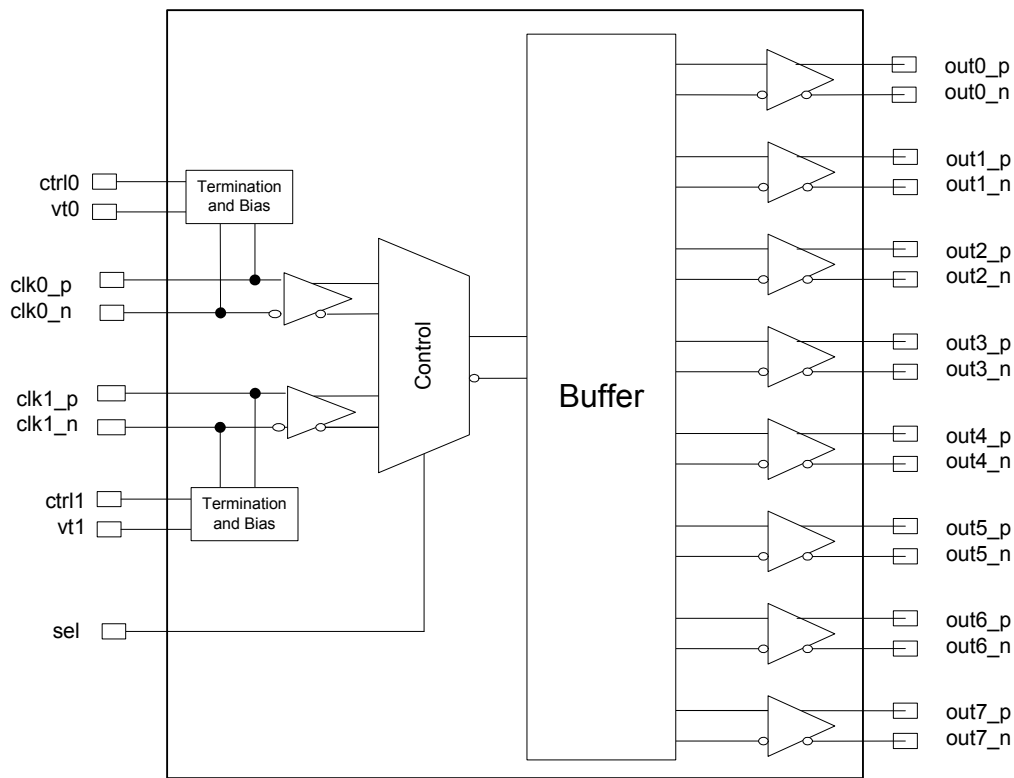 ctrl0
vt0
clk0_p
clk0_n
clk1_p
clk1_n
ctrl1
vt1
sel
Termination
and Bias
Termination
and Bias
Control
Buffer
out0_p
out0_n
out1_p
out1_n
out2_p
out2_n
out3_p
out3_n
out4_p
out4_n
out5_p
out5_n
out6_p
out6_n
out7_p
out7_n